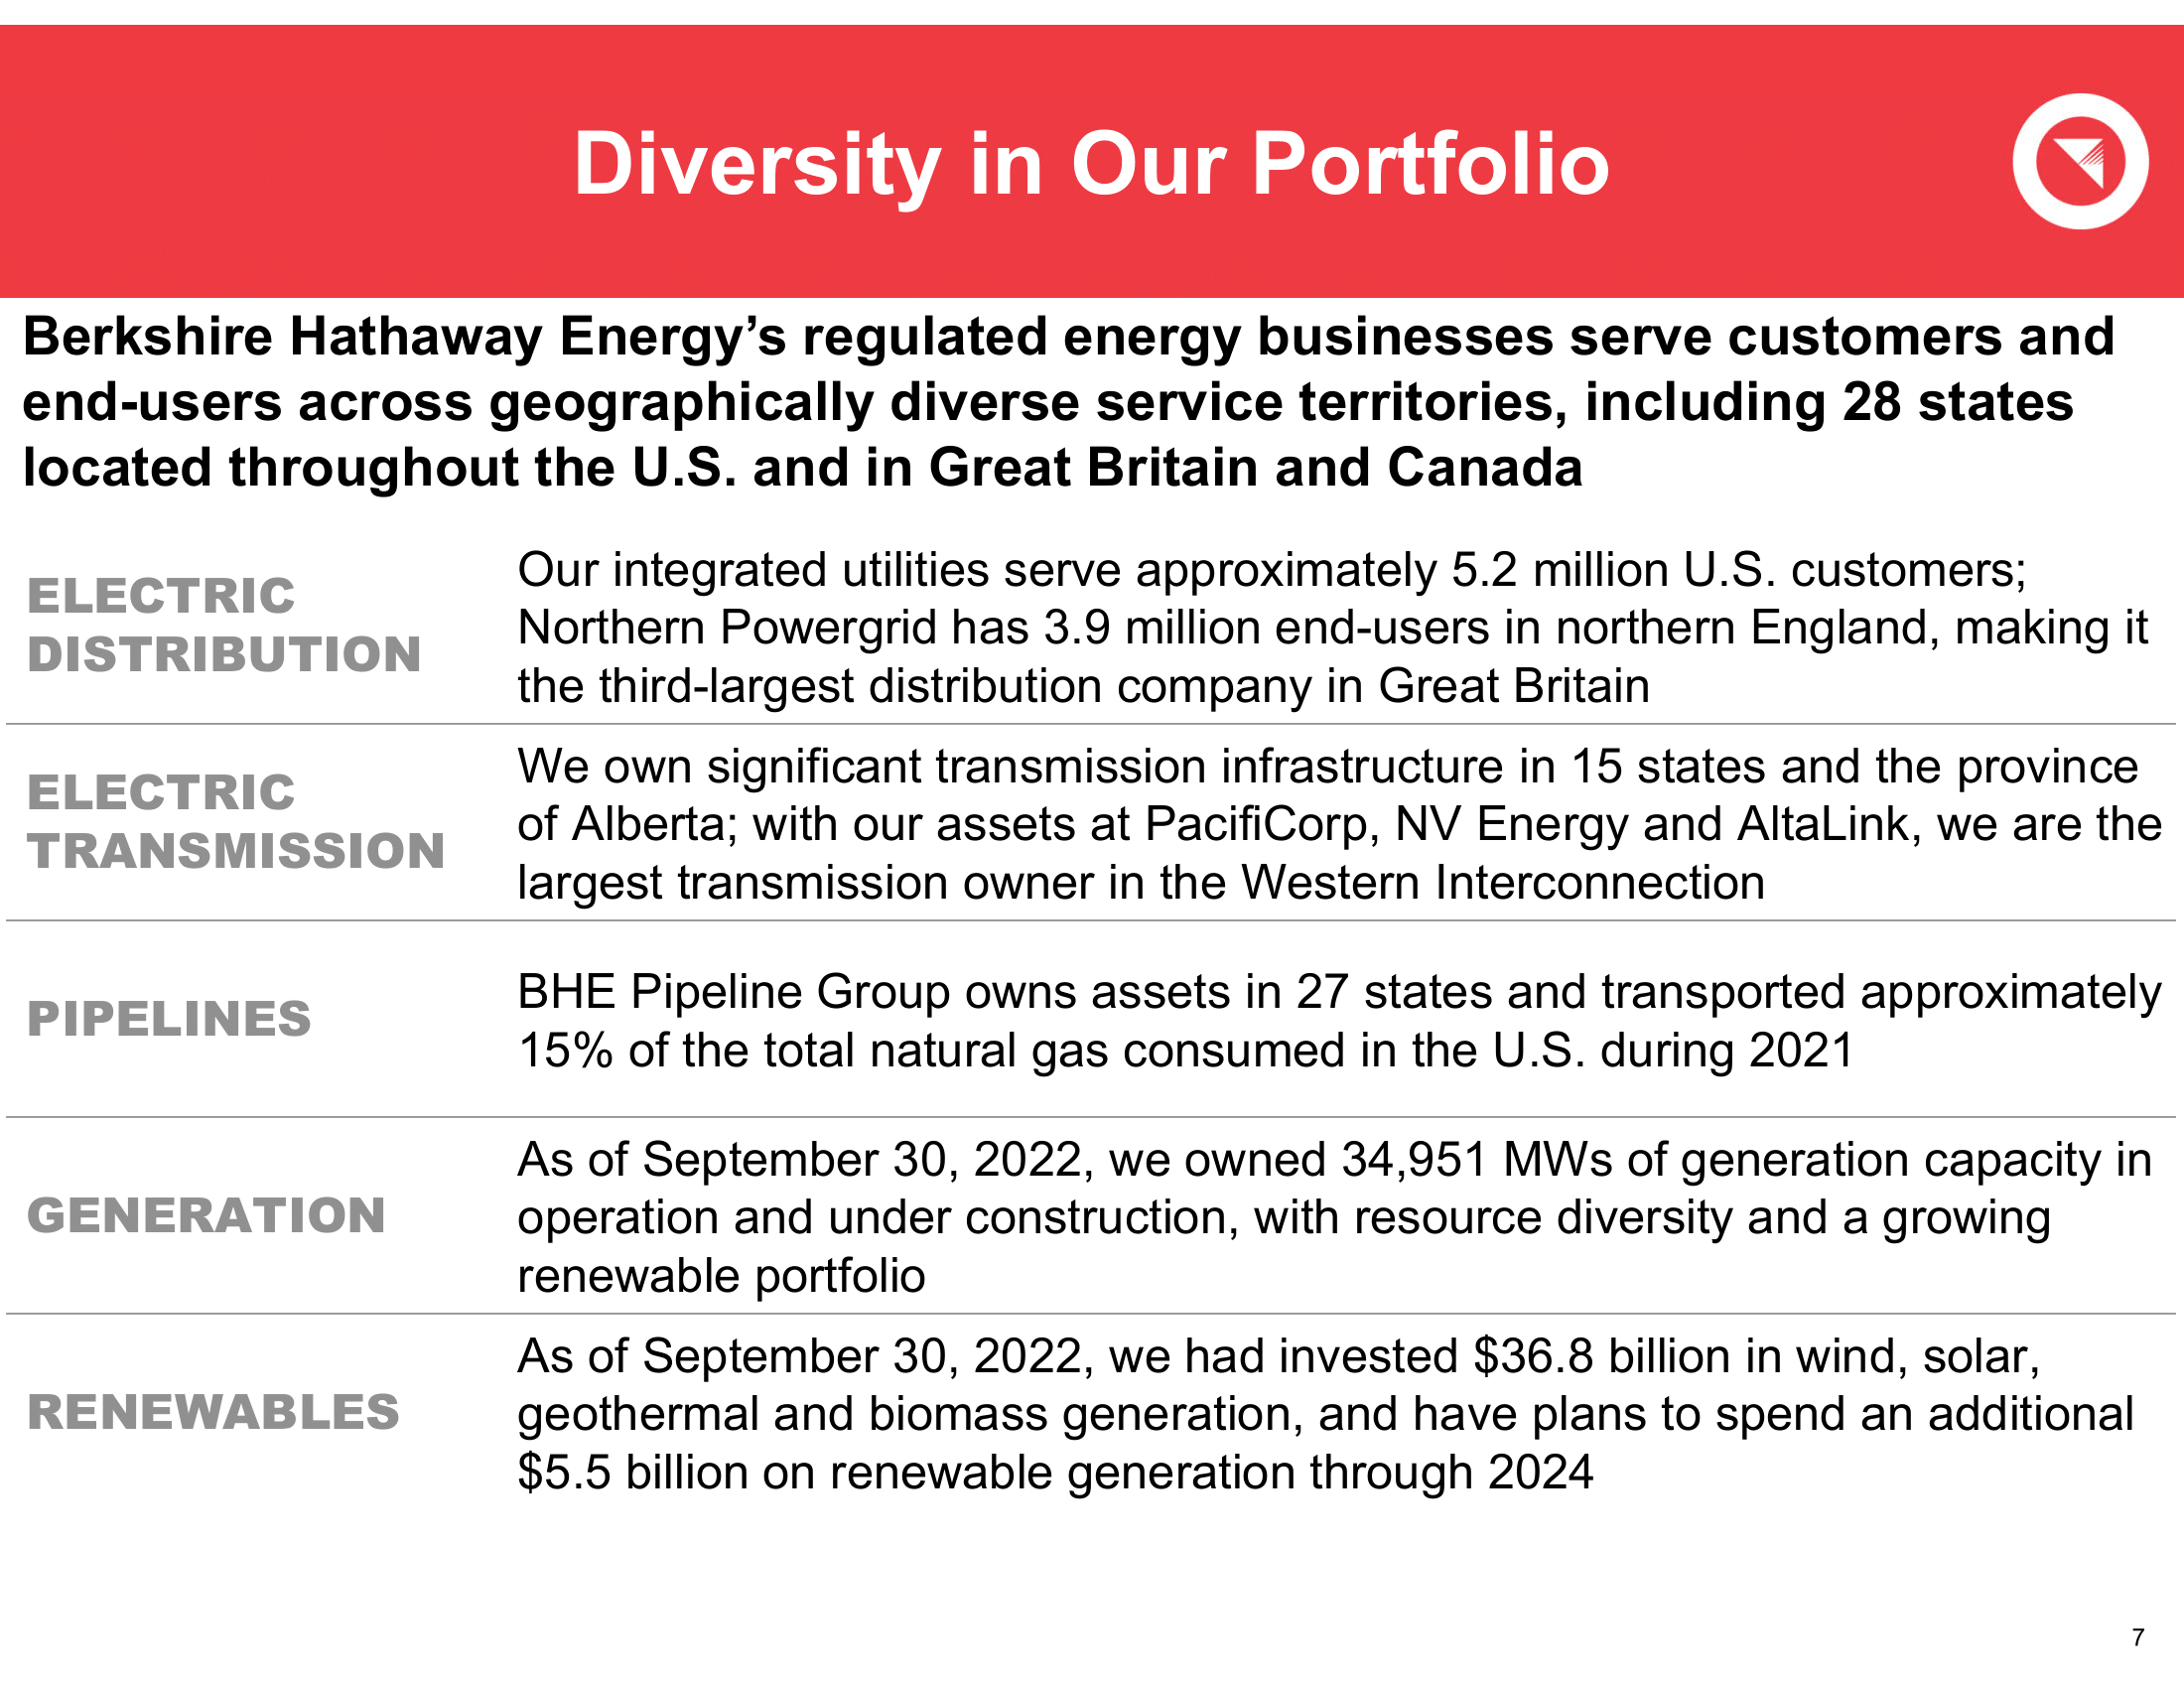 Diversity in Our Portfolio
Berkshire Hathaway Energy’s regulated energy businesses serve customers and
end-users across geographically diverse service territories, including 28 states
located throughout the U.S. and in Great Britain and Canada
ELECTRIC
DISTRIBUTION
Our integrated utilities serve approximately 5.2 million U.S. customers;
Northern Powergrid has 3.9 million end-users in northern England, making it
the third-largest distribution company in Great Britain
ELECTRIC
TRANSMISSION
We own significant transmission infrastructure in 15 states and the province
of Alberta; with our assets at PacifiCorp, NV Energy and AltaLink, we are the
largest transmission owner in the Western Interconnection
PIPELINES
BHE Pipeline Group owns assets in 27 states and transported approximately
15% of the total natural gas consumed in the U.S. during 2021
GENERATION
As of September 30, 2022, we owned 34,951 MWs of generation capacity in
operation and under construction, with resource diversity and a growing
renewable portfolio
RENEWABLES
As of September 30, 2022, we had invested $36.8 billion in wind, solar,
geothermal and biomass generation, and have plans to spend an additional
$5.5 billion on renewable generation through 2024
7